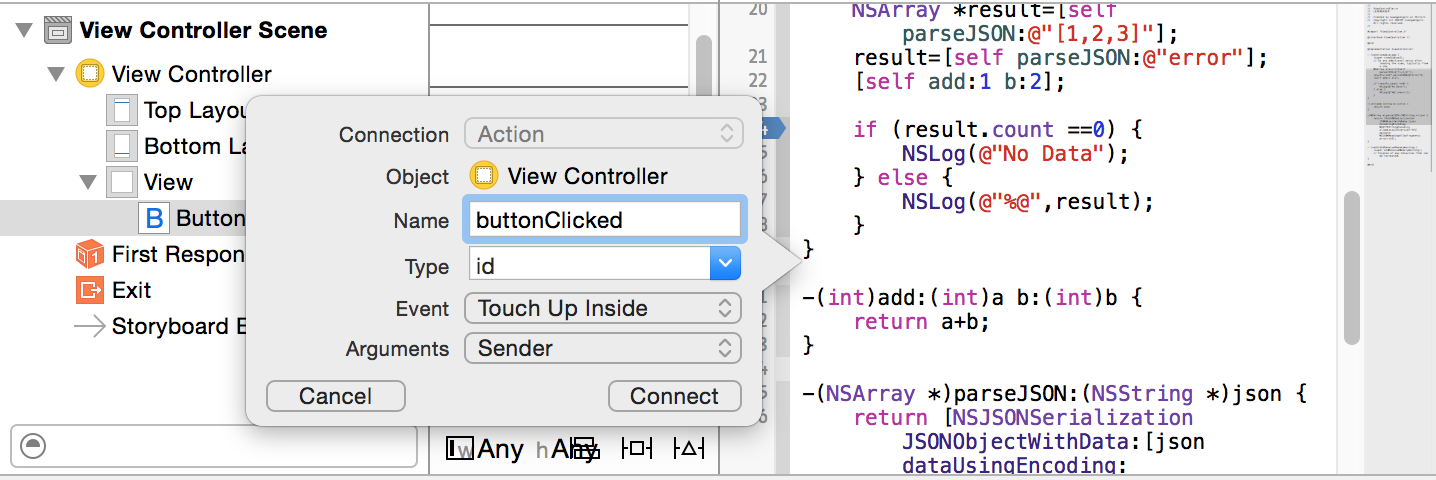 View Controller Scene
View Controller
Top Layou
Bottom La
View
B Button
First Respon
Exit
Storyboard E
Connection Action
Object View Controller
Name buttonClicked
Type id
Event Touch Up Inside
Arguments Sender
Cancel Connect
wAny hAny
20 NSArray *result=[self
parseJSON:@"[1,2,3]"];
21 result=[self parseJSON:@"error"];
22 [self add:1 b:2];
if (result.count ==0) {
NSLog(@"No Data");
} else {
NSLog(@"%@",result);
}
}
-(int)add:(int)a b:(int)b {
return a+b;
}
-(NSArray *)parseJSON:(NSString *)json {
return [NSJSONSerialization
JSONObjectWithData:[json
dataUsingEncoding: